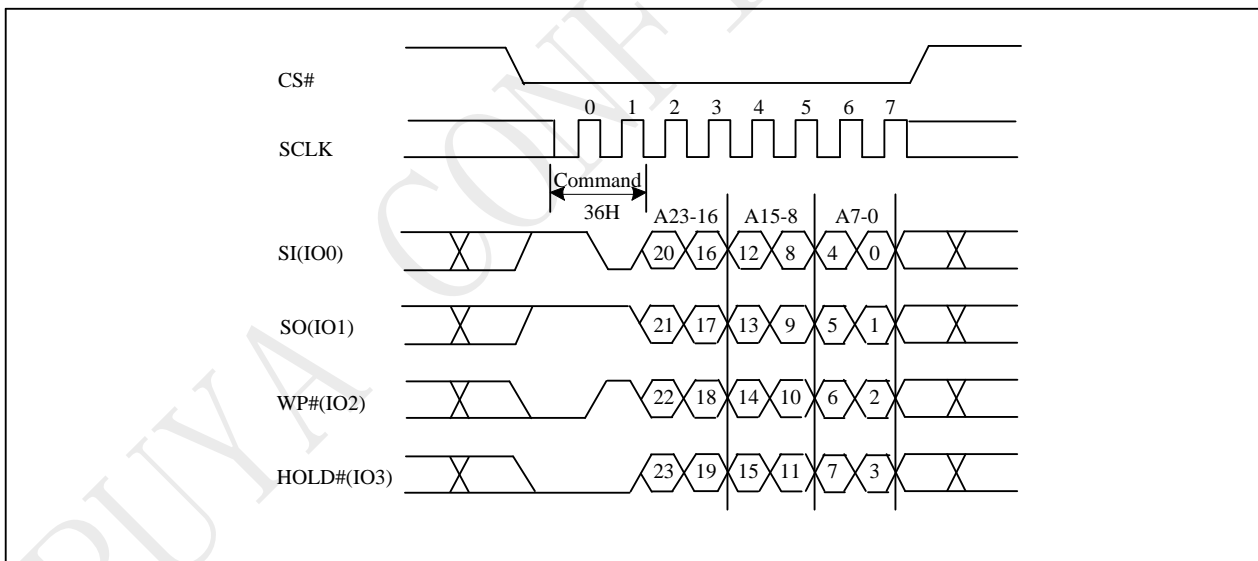 CS#
0 1 2 3 4 5 6 7
SCLK
Command
36H
A23-16 A15-8 A7-0
SI(IO0) 20 16 12 8 4 0
SO(IO1) 21 17 13 9 5 1
WP#(IO2) 22 18 14 10 6 2
HOLD#(IO3) 23 19 15 11 7 3
PUYA CONF